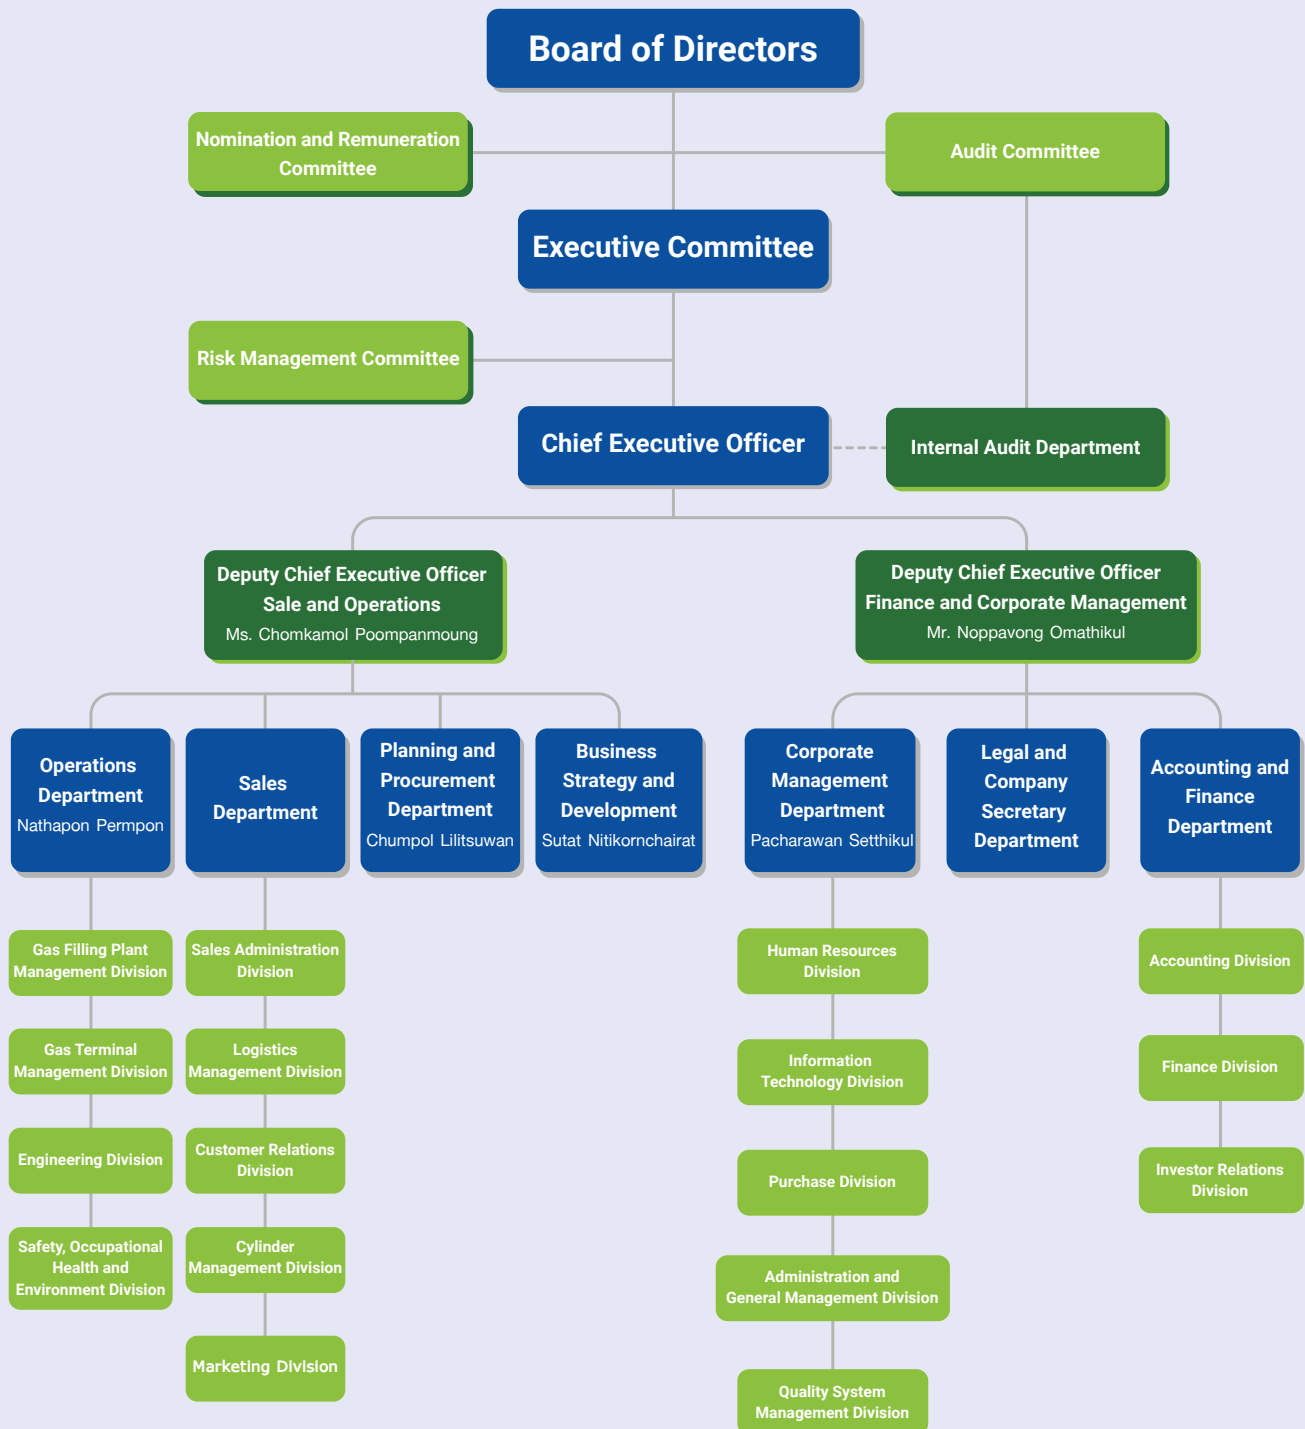 Board of Directors
Nomination and Remuneration
Committee
Audit Committee
Executive Committee
Risk Management Committee
Chief Executive Officer
Internal Audit Department
Deputy Chief Executive Officer
Sale and Operations
Ms. Chomkamol Poompanmoung
Deputy Chief Executive Officer
Finance and Corporate Management
Mr. Noppavong Omathikul
Operations
Department
Nathapon Permpon
Sales
Department
Planning and
Procurement
Department
Chumpol Lilitsuwan
Business
Strategy and
Development
Sutat Nitikornchairat
Corporate
Management
Department
Pacharawan Setthikul
Legal and
Company
Secretary
Department
Accounting and
Finance
Department
Gas Filling Plant
Management Division
Gas Terminal
Management Division
Engineering Division
Safety, Occupational
Health and
Environment Division
Sales Administration
Division
Logistics
Management Division
Customer Relations
Division
Cylinder
Management Division
Marketing Division
Human Resources
Division
Information
Technology Division
Purchase Division
Administration and
General Management Division
Quality System
Management Division
Accounting Division
Finance Division
Investor Relations
Division